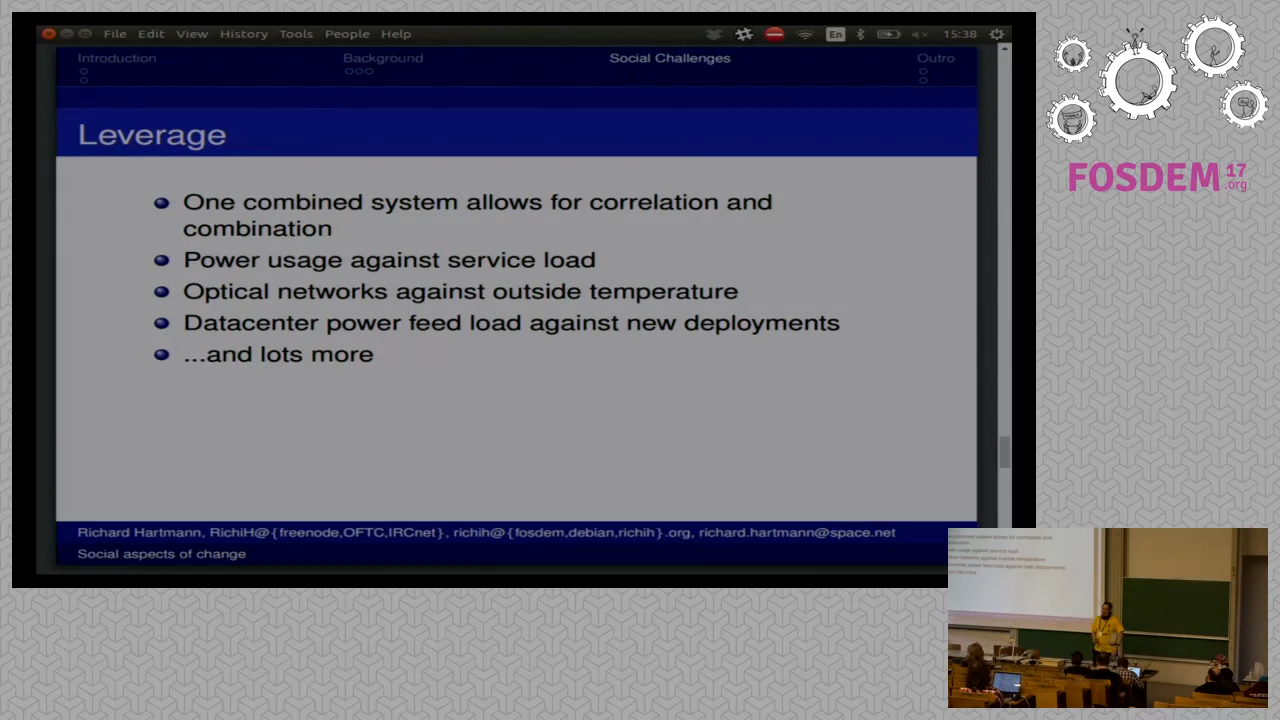 File Edit View History Tools People Help
En
15:38
Introduction
Background
Social Challenges
Outro
Leverage
One combined system allows for correlation and
combination
Power usage against service load
Optical networks against outside temperature
Datacenter power feed load against new deployments
...and lots more
Richard Hartmann, RichiH@{freenode,OFTC,IRCnet}, richih@{fosdem,debian,richih}.org, richard.hartmann@space.net
Social aspects of change
FOSDEM 17
.org